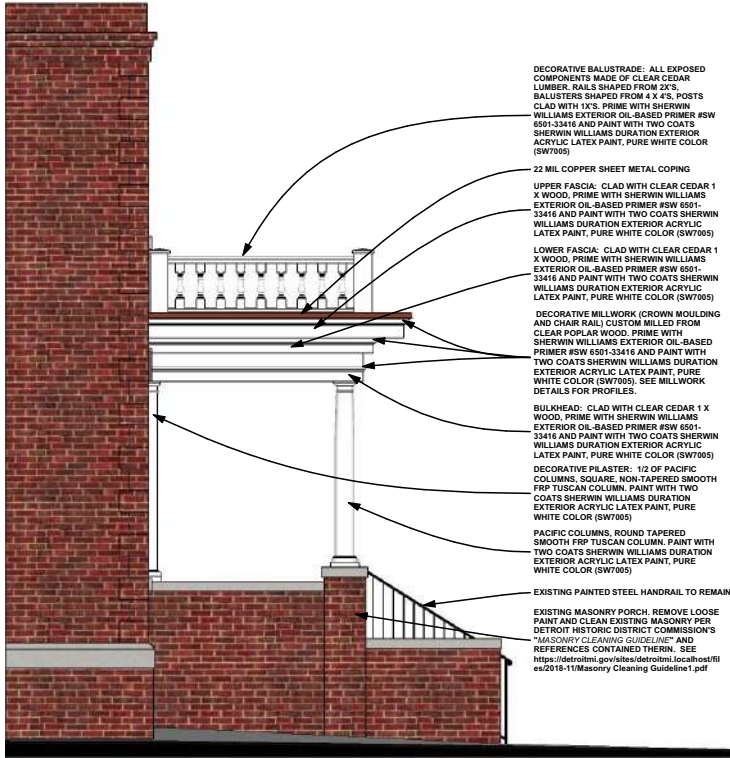 DECORATIVE BALUSTRADE: ALL EXPOSED
COMPONENTS MADE OF CLEAR CEDAR
LUMBER. RAILS SHAPED FROM 2X'S,
BALUSTERS SHAPED FROM 4 X 4'S, POSTS
CLAD WITH 1X'S. PRIME WITH SHERWIN
WILLIAMS EXTERIOR OIL-BASED PRIMER #SW
6501-33416 AND PAINT WITH TWO COATS
SHERWIN WILLIAMS DURATION EXTERIOR
ACRYLIC LATEX PAINT, PURE WHITE COLOR
(SW7005)
22 MIL COPPER SHEET METAL COPING
UPPER FASCIA: CLAD WITH CLEAR CEDAR 1
X WOOD, PRIME WITH SHERWIN WILLIAMS
EXTERIOR OIL-BASED PRIMER #SW 6501-
33416 AND PAINT WITH TWO COATS SHERWIN
WILLIAMS DURATION EXTERIOR ACRYLIC
LATEX PAINT, PURE WHITE COLOR (SW7005)
LOWER FASCIA: CLAD WITH CLEAR CEDAR 1
X WOOD, PRIME WITH SHERWIN WILLIAMS
EXTERIOR OIL-BASED PRIMER #SW 6501-
33416 AND PAINT WITH TWO COATS SHERWIN
WILLIAMS DURATION EXTERIOR ACRYLIC
LATEX PAINT, PURE WHITE COLOR (SW7005)
DECORATIVE MILLWORK (CROWN MOULDING
AND CHAIR RAIL) CUSTOM MILLED FROM
CLEAR POPLAR WOOD. PRIME WITH
SHERWIN WILLIAMS EXTERIOR OIL-BASED
PRIMER #SW 6501-33416 AND PAINT WITH
TWO COATS SHERWIN WILLIAMS DURATION
EXTERIOR ACRYLIC LATEX PAINT, PURE
WHITE COLOR (SW7005). SEE MILLWORK
DETAILS FOR PROFILES.
BULKHEAD: CLAD WITH CLEAR CEDAR 1 X
WOOD, PRIME WITH SHERWIN WILLIAMS
EXTERIOR OIL-BASED PRIMER #SW 6501-
33416 AND PAINT WITH TWO COATS SHERWIN
WILLIAMS DURATION EXTERIOR ACRYLIC
LATEX PAINT, PURE WHITE COLOR (SW7005)
DECORATIVE PILASTER: 1/2 OF PACIFIC
COLUMNS, SQUARE, NON-TAPERED SMOOTH
FRP TUSCAN COLUMN. PAINT WITH TWO
COATS SHERWIN WILLIAMS DURATION
EXTERIOR ACRYLIC LATEX PAINT, PURE
WHITE COLOR (SW7005)
PACIFIC COLUMNS, ROUND TAPERED
SMOOTH FRP TUSCAN COLUMN. PAINT WITH
TWO COATS SHERWIN WILLIAMS DURATION
EXTERIOR ACRYLIC LATEX PAINT, PURE
WHITE COLOR (SW7005)
EXISTING PAINTED STEEL HANDRAIL TO REMAIN
EXISTING MASONRY PORCH. REMOVE LOOSE
PAINT AND CLEAN EXISTING MASONRY PER
DETROIT HISTORIC DISTRICT COMMISSION'S
"MASONRY CLEANING GUIDELINE" AND
REFERENCES CONTAINED THERIN. SEE
https://detroitmi.gov/sites/detroitmi.localhost/fil
es/2018-11/Masonry Cleaning Guideline1.pdf